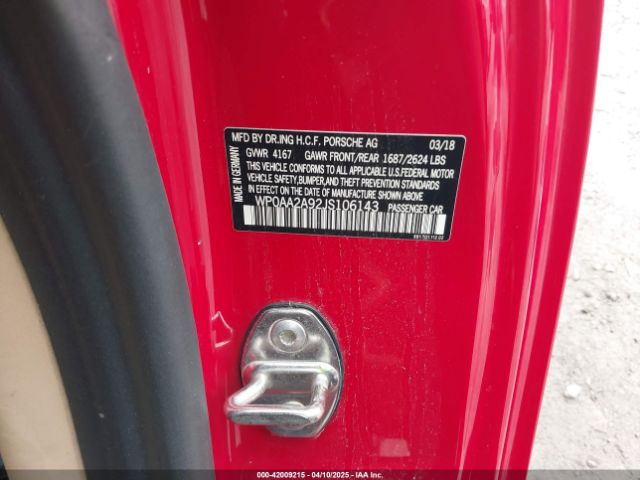 MFD BY DR.ING H.C.F. PORSCHE AG 03/18
GVWR 4167 GAWR FRONT/REAR 1687/2624 LBS
THIS VEHICLE CONFORMS TO ALL APPLICABLE U.S.FEDERAL MOTOR
VEHICLE SAFETY,BUMPER,AND THEFT PREVENTION STANDARDS
IN EFFECT ON THE DATE OF MANUFACTURE SHOWN ABOVE
WP0AA2A92JS106143 PASSENGER CAR
MADE IN GERMANY
000-42009215 - 04/10/2025 - IAA Inc.